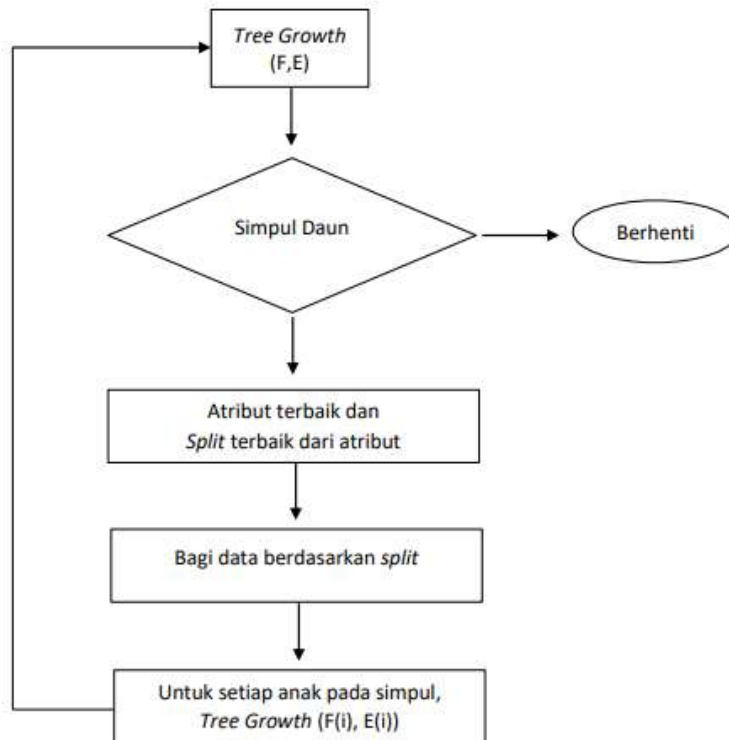 Tree Growth
(F,E)
Simpul Daun
Berhenti
Atribut terbaik dan
Split terbaik dari atribut
Bagi data berdasarkan split
Untuk setiap anak pada simpul,
Tree Growth (F(i), E(i))